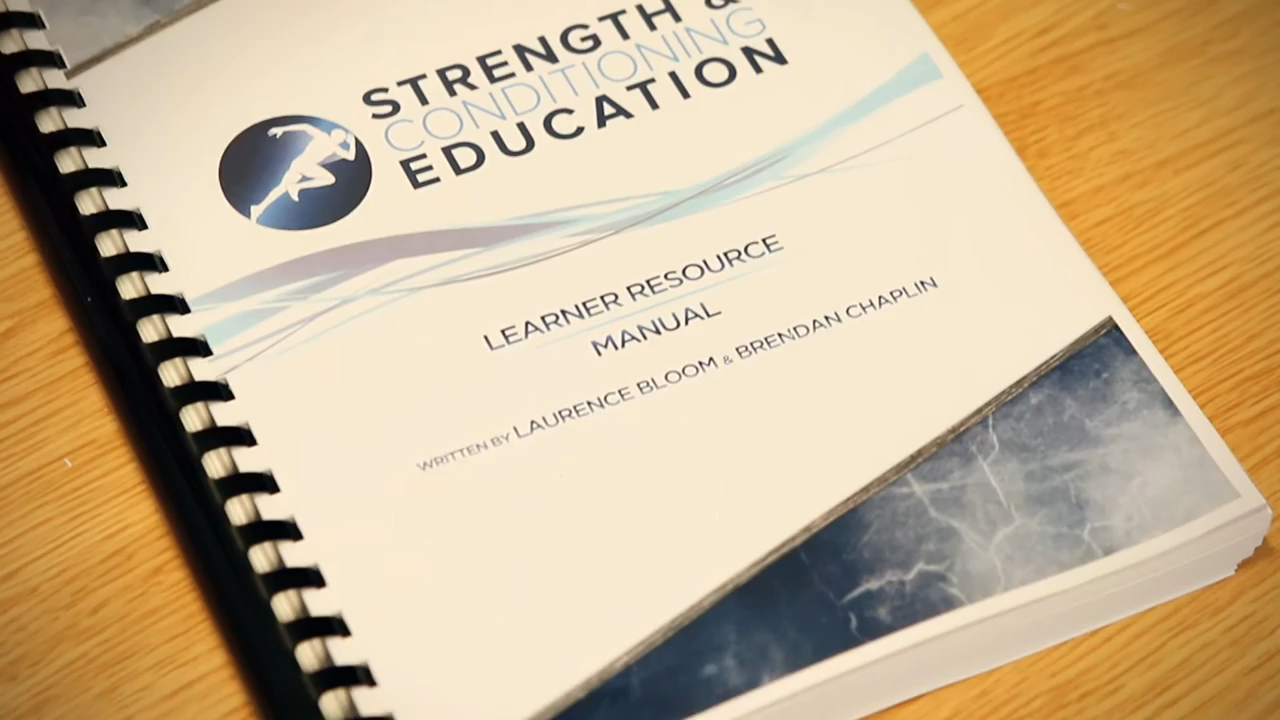 STRENGTH &
CONDITIONING
EDUCATION
LEARNER RESOURCE
MANUAL
WRITTEN BY LAURENCE BLOOM & BRENDAN CHAPLIN